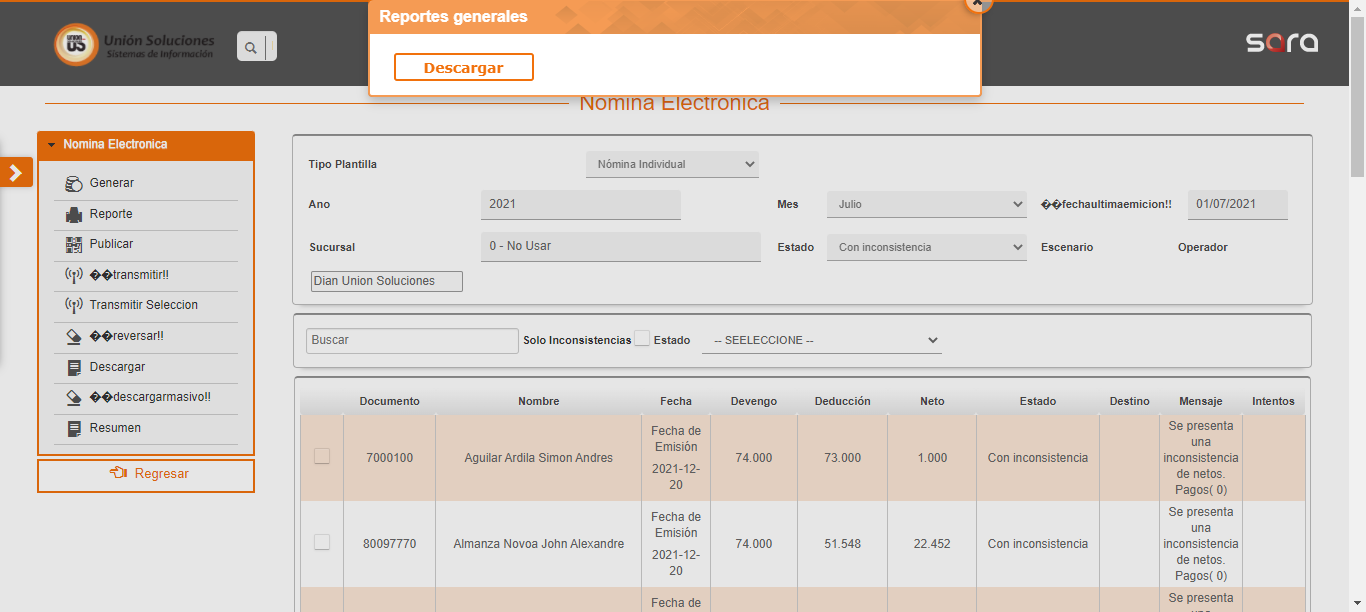 Reportes generales
Descargar
UNION
US
Unión Soluciones
Sistemas de Información
sara
Nomina Electronica
Nomina Electronica
Generar
Reporte
Publicar
��transmitir!!
Transmitir Seleccion
��reversar!!
Descargar
��descargarmasivo!!
Resumen
Regresar
Tipo Plantilla Nómina Individual
Ano 2021 Mes Julio ��fechaultimaemicion!! 01/07/2021
Sucursal 0 - No Usar Estado Con inconsistencia Escenario Operador
Dian Union Soluciones
Buscar Solo Inconsistencias Estado -- SEELECCIONE --
Documento Nombre Fecha Devengo Deducción Neto Estado Destino Mensaje Intentos
7000100 Aguilar Ardila Simon Andres
Fecha de
Emisión
2021-12-
20
74.000 73.000 1.000 Con inconsistencia
Se presenta
una
inconsistencia
de netos.
Pagos( 0)
80097770 Almanza Novoa John Alexandre
Fecha de
Emisión
2021-12-
20
74.000 51.548 22.452 Con inconsistencia
Se presenta
una
inconsistencia
de netos.
Pagos( 0)
Fecha de
Se presenta